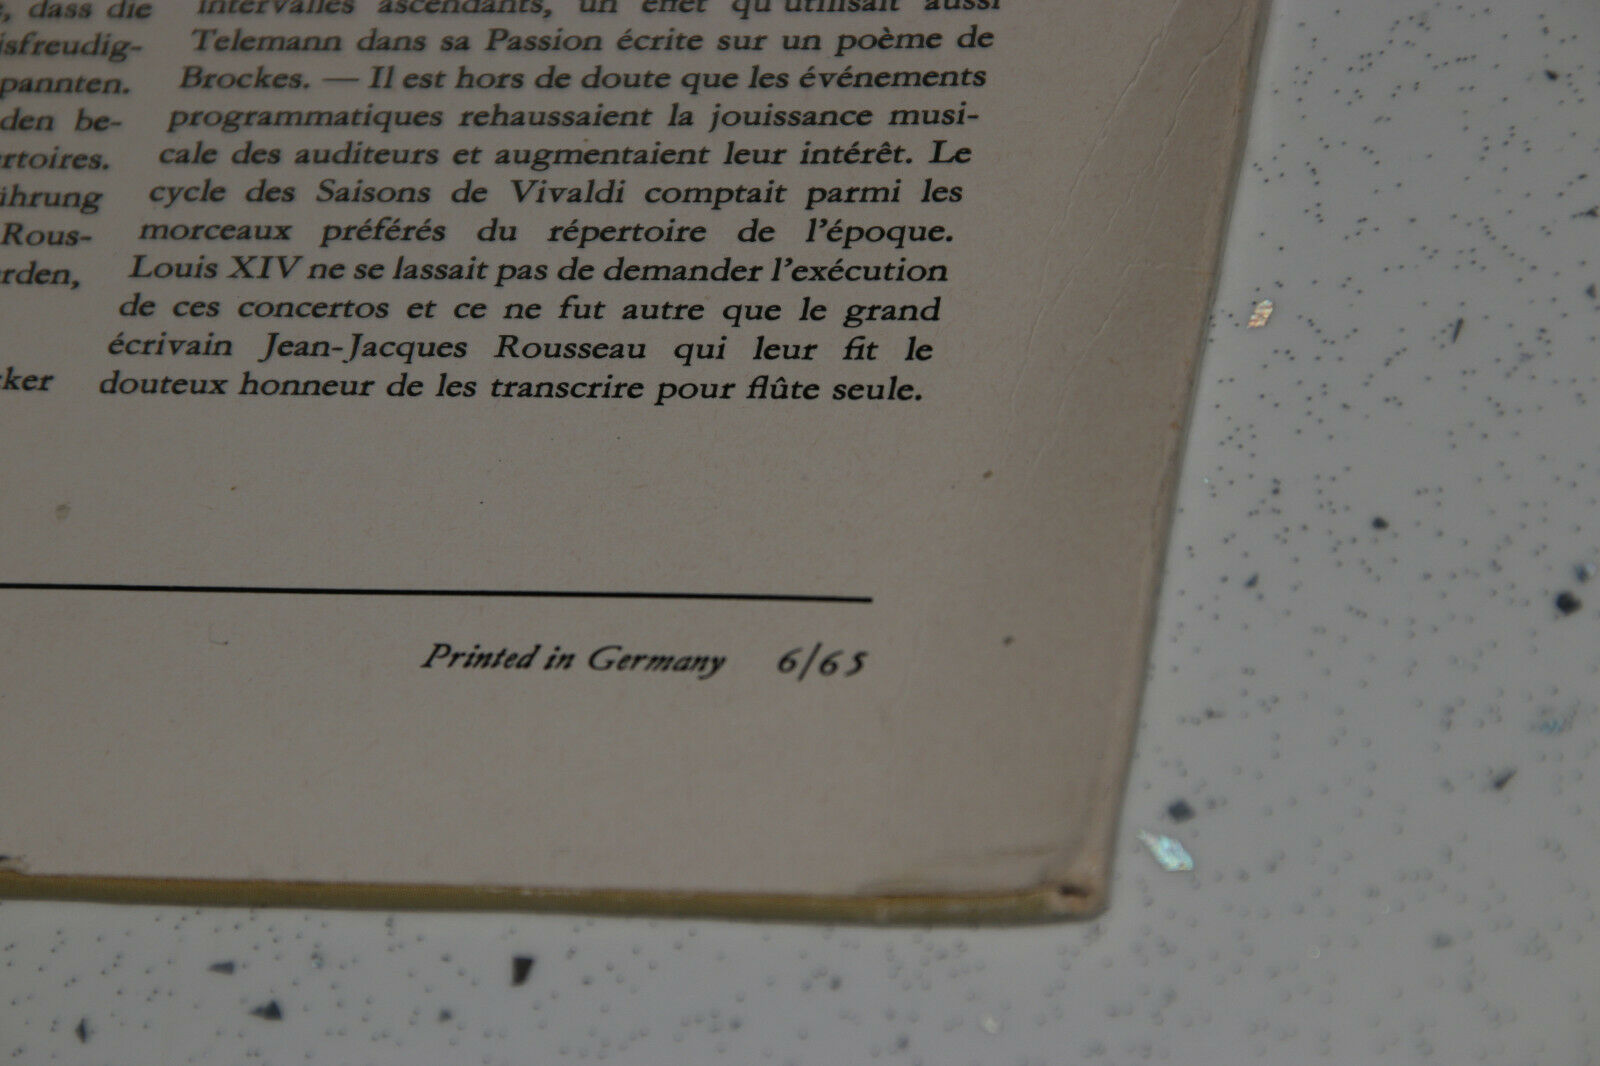 dass die
isfreudig-
pannten.
den be-
rtoires.
ührung
Rous-
rden,
ker
intervalles ascendants, un effet qu'utilisait aussi
Telemann dans sa Passion écrite sur un poème de
Brockes. — Il est hors de doute que les événements
programmatiques rehaussaient la jouissance musi-
cale des auditeurs et augmentaient leur intérêt. Le
cycle des Saisons de Vivaldi comptait parmi les
morceaux préférés du répertoire de l'époque.
Louis XIV ne se lassait pas de demander l'exécution
de ces concertos et ce ne fut autre que le grand
écrivain Jean-Jacques Rousseau qui leur fit le
douteux honneur de les transcrire pour flûte seule.
Printed in Germany 6/65